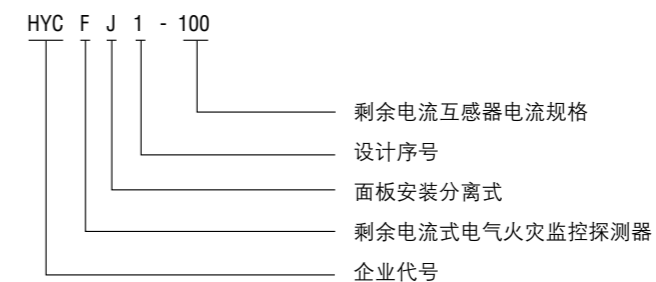 HYC F J 1 - 100
剩余电流互感器电流规格
设计序号
面板安装分离式
剩余电流式电气火灾监控探测器
企业代号